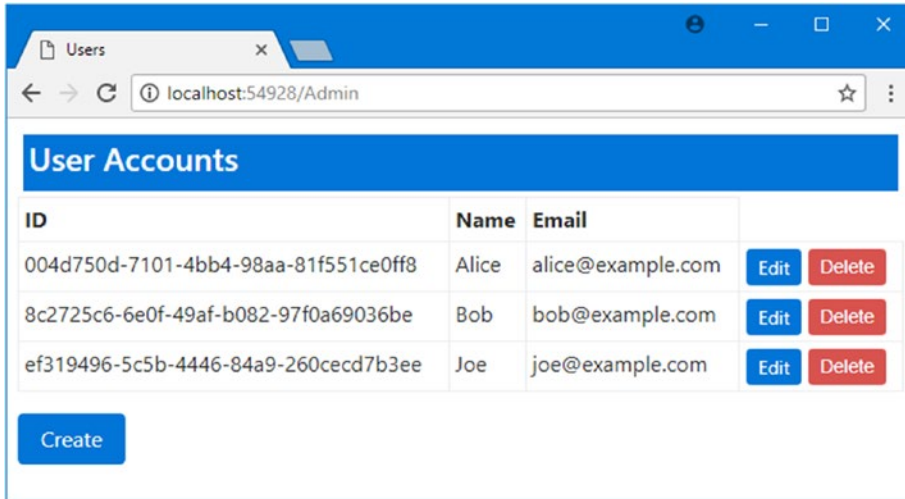 Users
localhost:54928/Admin
User Accounts
ID Name Email
004d750d-7101-4bb4-98aa-81f551ce0ff8 Alice alice@example.com Edit Delete
8c2725c6-6e0f-49af-b082-97f0a69036be Bob bob@example.com Edit Delete
ef319496-5c5b-4446-84a9-260cecd7b3ee Joe joe@example.com Edit Delete
Create